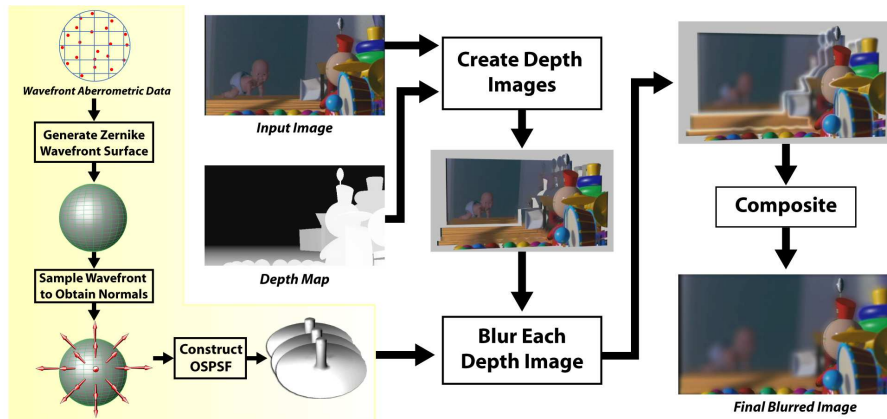 Wavefront Aberrometric Data
Generate Zernike
Wavefront Surface
Sample Wavefront
to Obtain Normals
Construct
OSPSF
Input Image
Depth Map
Create Depth
Images
Blur Each
Depth Image
Composite
Final Blurred Image